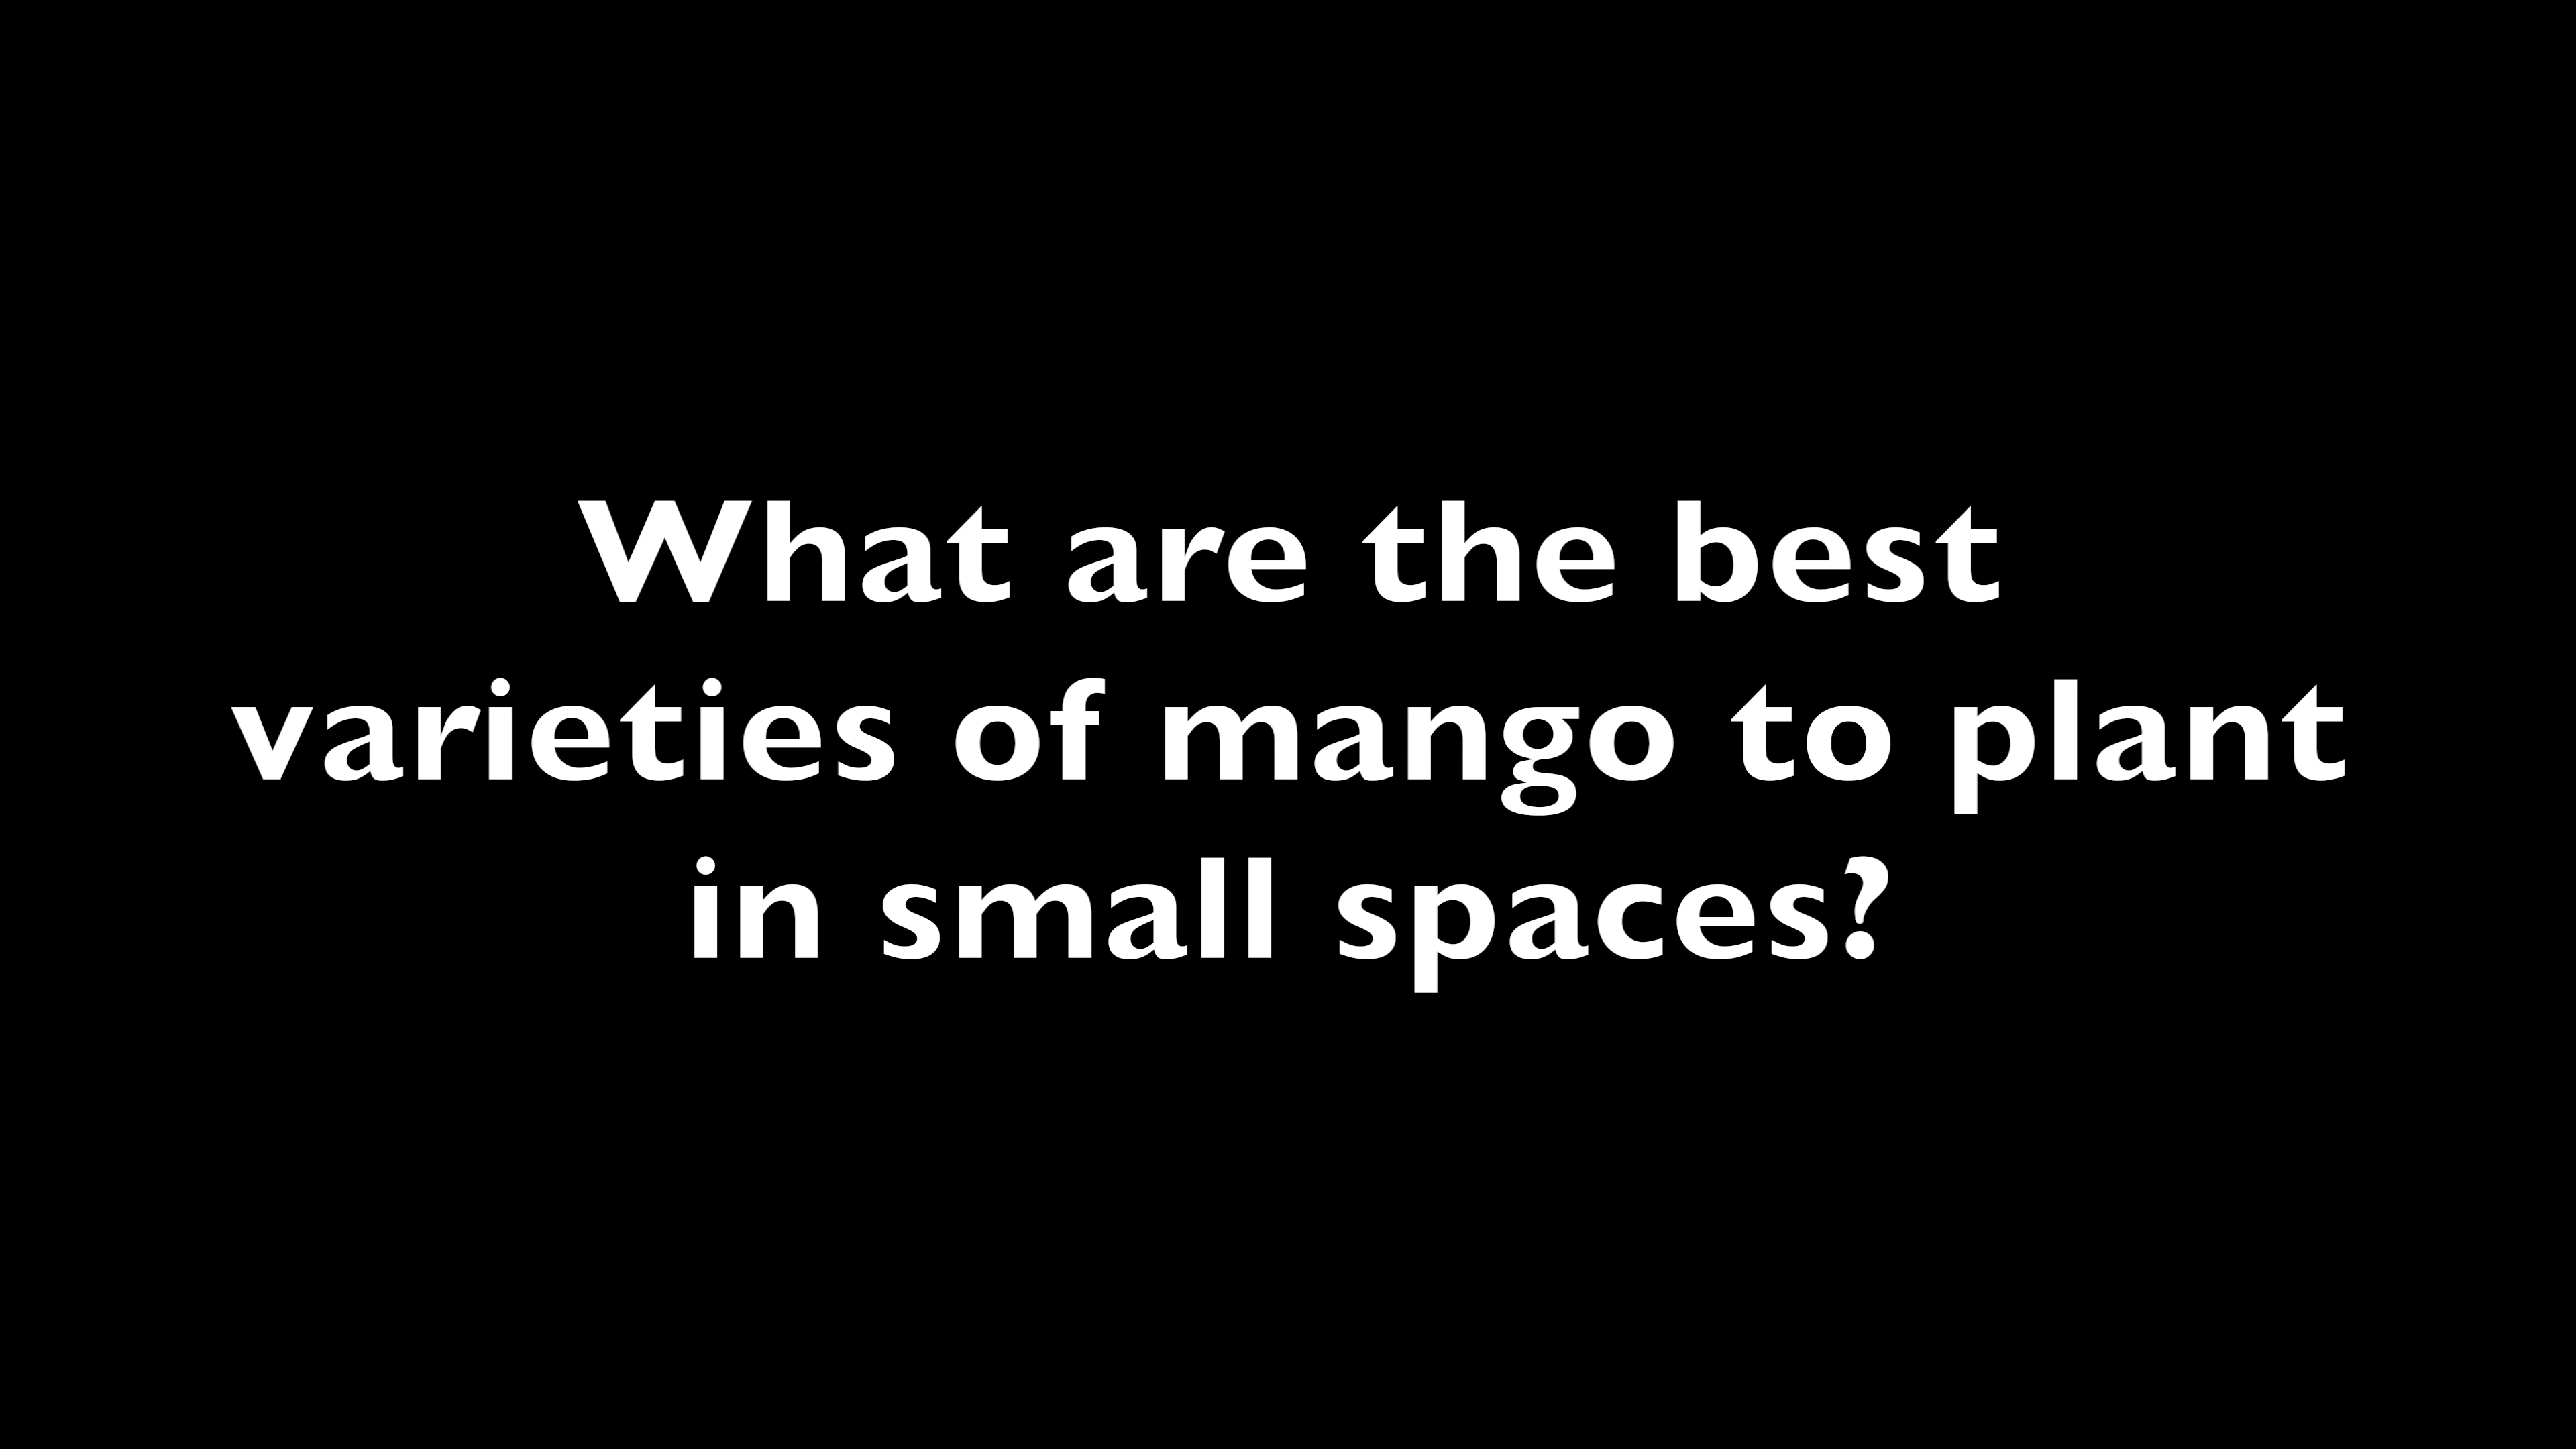 What are the best
varieties of mango to plant
in small spaces?